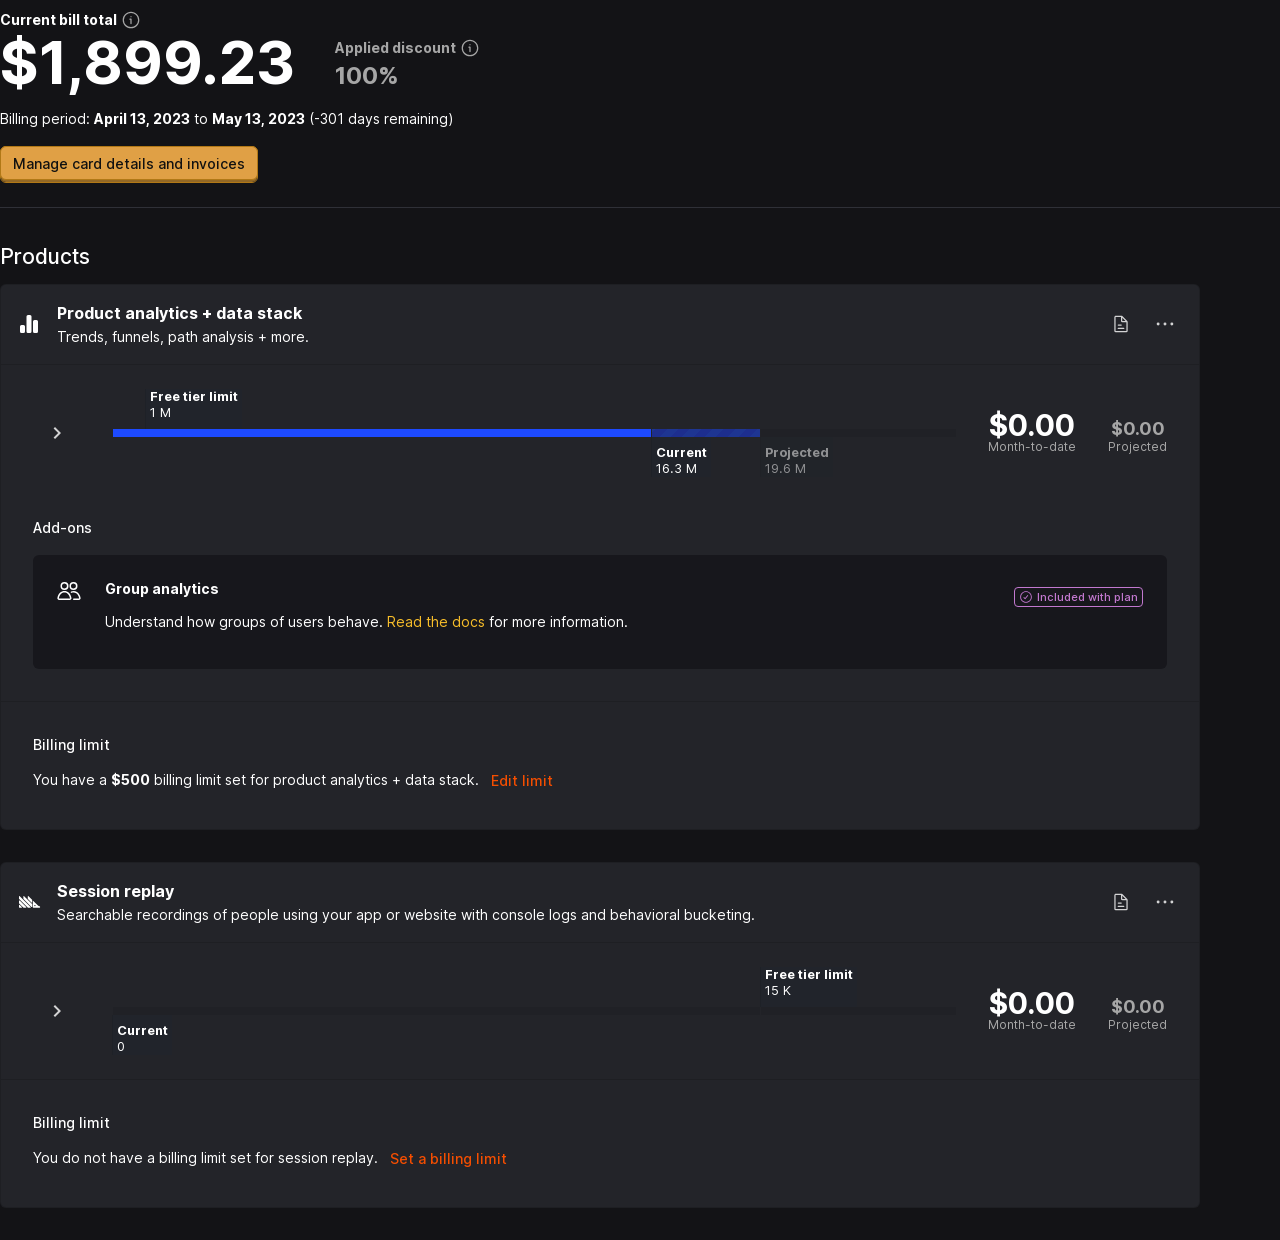 Current bill total
$1,899.23
Applied discount
100%
Billing period: April 13, 2023 to May 13, 2023 (-301 days remaining)
Manage card details and invoices
Products
Product analytics + data stack
Trends, funnels, path analysis + more.
Free tier limit
1 M
Current
16.3 M
Projected
19.6 M
$0.00
Month-to-date
$0.00
Projected
Add-ons
Group analytics
Included with plan
Understand how groups of users behave. Read the docs for more information.
Billing limit
You have a $500 billing limit set for product analytics + data stack. Edit limit
Session replay
Searchable recordings of people using your app or website with console logs and behavioral bucketing.
Free tier limit
15 K
Current
0
$0.00
Month-to-date
$0.00
Projected
Billing limit
You do not have a billing limit set for session replay. Set a billing limit